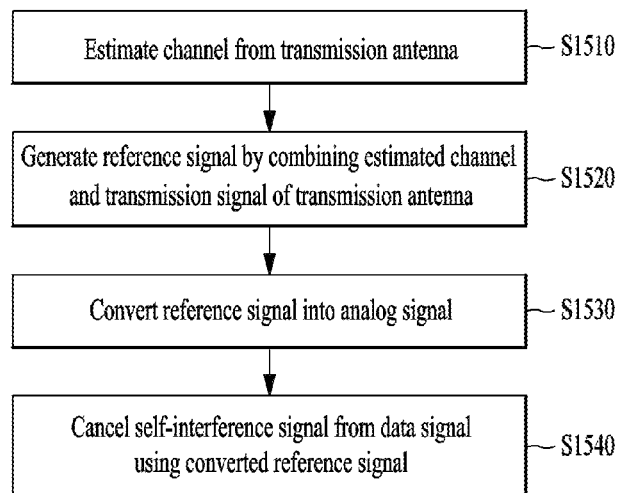 Estimate channel from transmission antenna
S1510
Generate reference signal by combining estimated channel
and transmission signal of transmission antenna
S1520
Convert reference signal into analog signal
S1530
Cancel self-interference signal from data signal
using converted reference signal
S1540